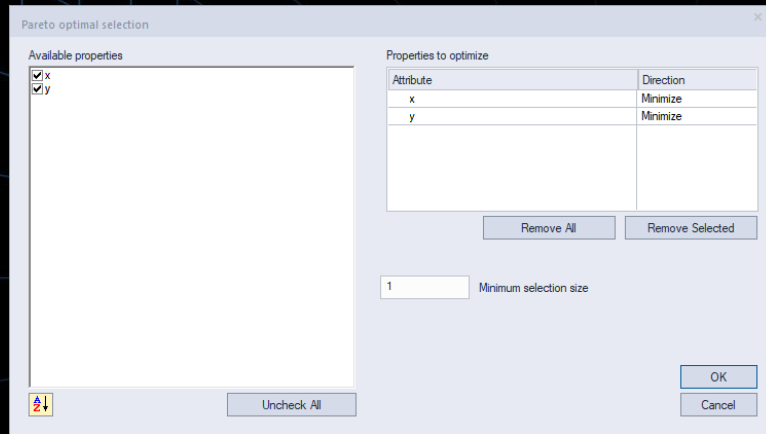 Pareto optimal selection
Available properties
x
y
Uncheck All
Properties to optimize
Attribute Direction
x Minimize
y Minimize
Remove All Remove Selected
1 Minimum selection size
OK
Cancel